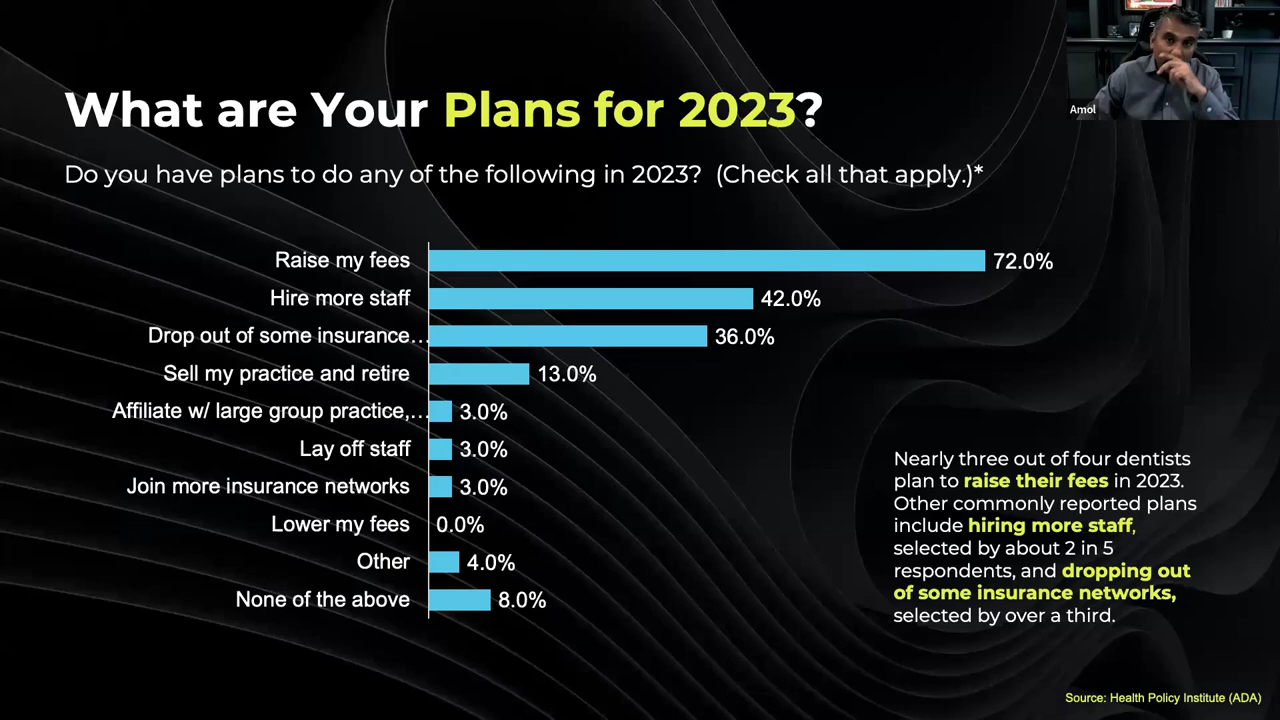 Amol
What are Your Plans for 2023?
Do you have plans to do any of the following in 2023? (Check all that apply.)*
Raise my fees 72.0%
Hire more staff 42.0%
Drop out of some insurance… 36.0%
Sell my practice and retire 13.0%
Affiliate w/ large group practice,… 3.0%
Lay off staff 3.0%
Join more insurance networks 3.0%
Lower my fees 0.0%
Other 4.0%
None of the above 8.0%
Nearly three out of four dentists
plan to raise their fees in 2023.
Other commonly reported plans
include hiring more staff,
selected by about 2 in 5
respondents, and dropping out
of some insurance networks,
selected by over a third.
Source: Health Policy Institute (ADA)